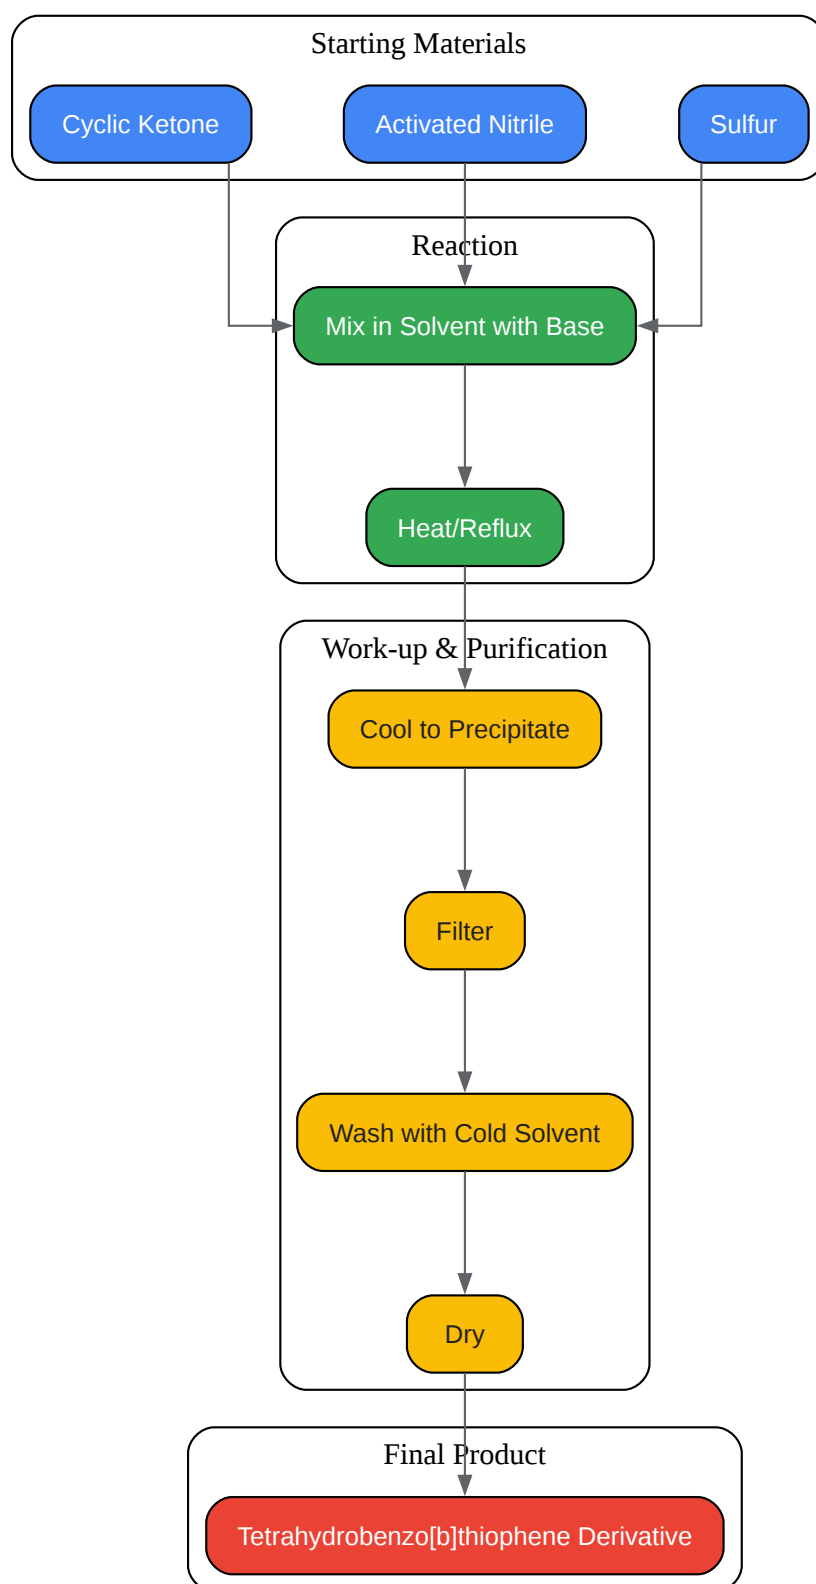 Starting Materials
Cyclic Ketone
Activated Nitrile
Sulfur
Reaction
Mix in Solvent with Base
Heat/Reflux
Work-up & Purification
Cool to Precipitate
Filter
Wash with Cold Solvent
Dry
Final Product
Tetrahydrobenzo[b]thiophene Derivative